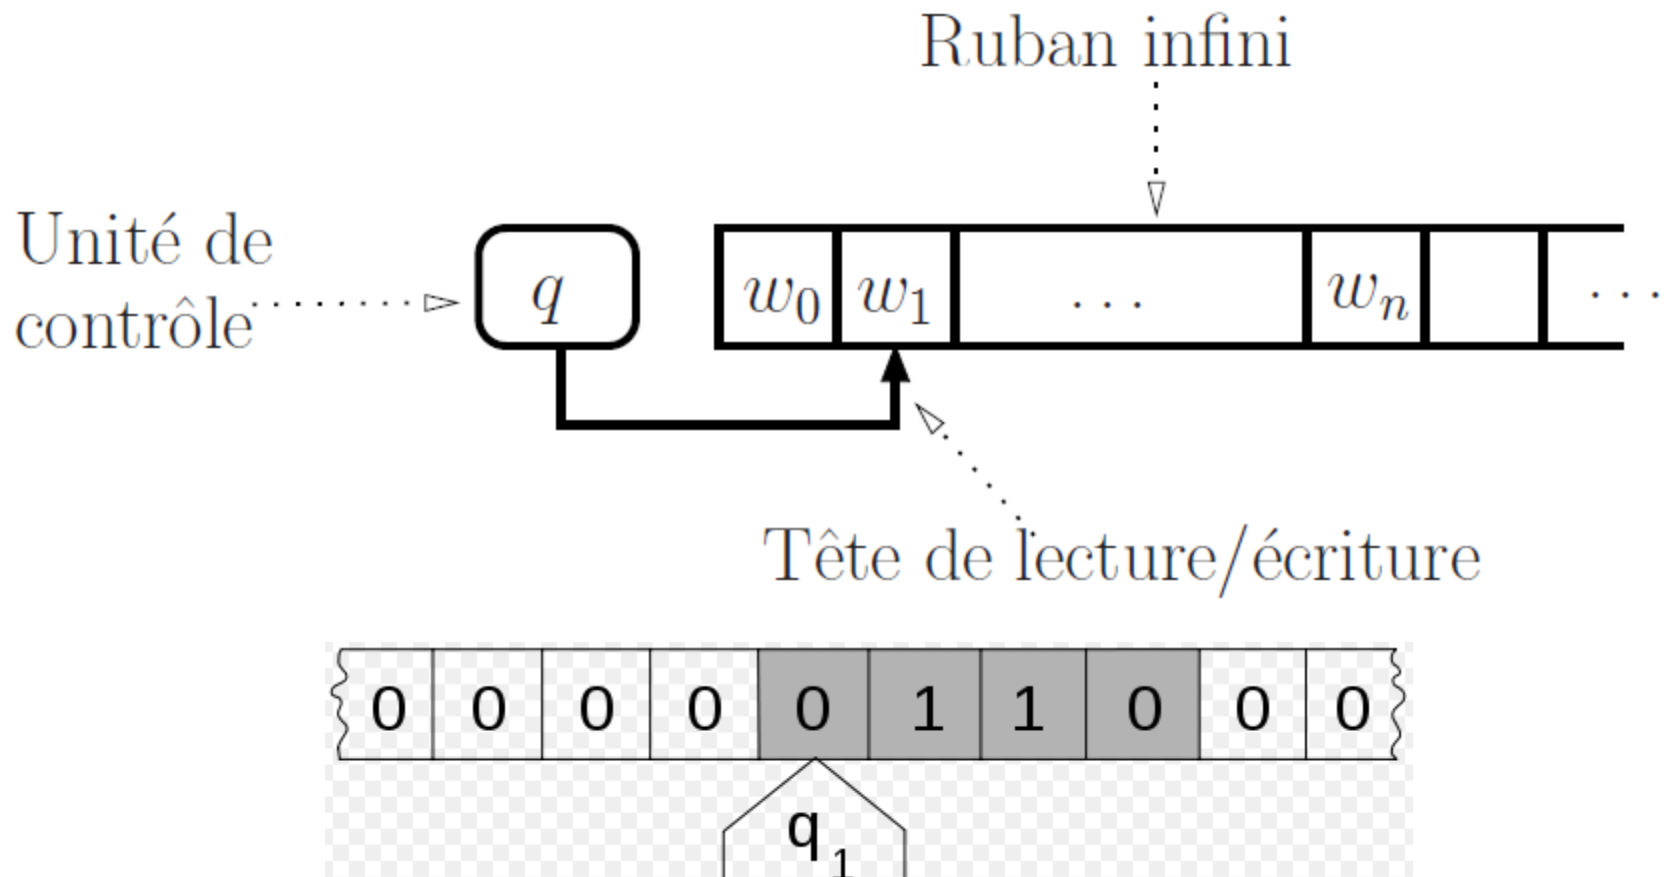 Ruban infini
Unité de
contrôle
q
w0 w1 ... wn ...
Tête de lecture/écriture
0 0 0 0 0 1 1 0 0 0
q1